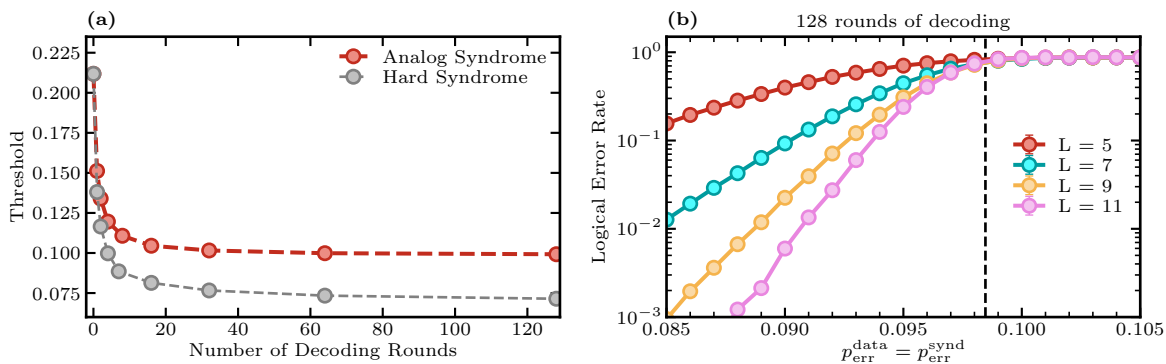 (a)
0.225
0.200
0.175
0.150
0.125
0.100
0.075
Threshold
Analog Syndrome
Hard Syndrome
0 20 40 60 80 100 120
Number of Decoding Rounds
(b)
128 rounds of decoding
10⁰
10⁻¹
10⁻²
10⁻³
Logical Error Rate
L = 5
L = 7
L = 9
L = 11
0.085 0.090 0.095 0.100 0.105
p_err^data = p_err^synd